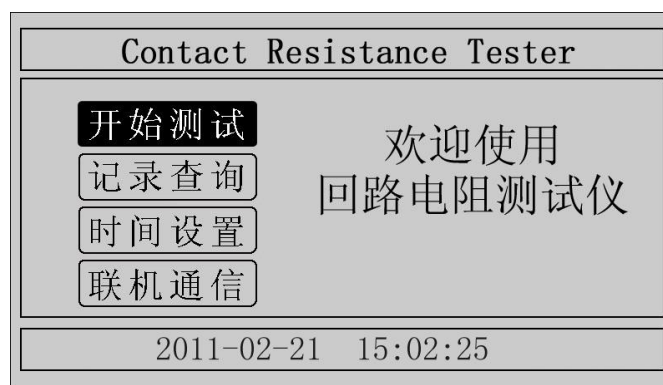 Contact Resistance Tester
开始测试
记录查询
时间设置
联机通信
欢迎使用
回路电阻测试仪
2011-02-21 15:02:25